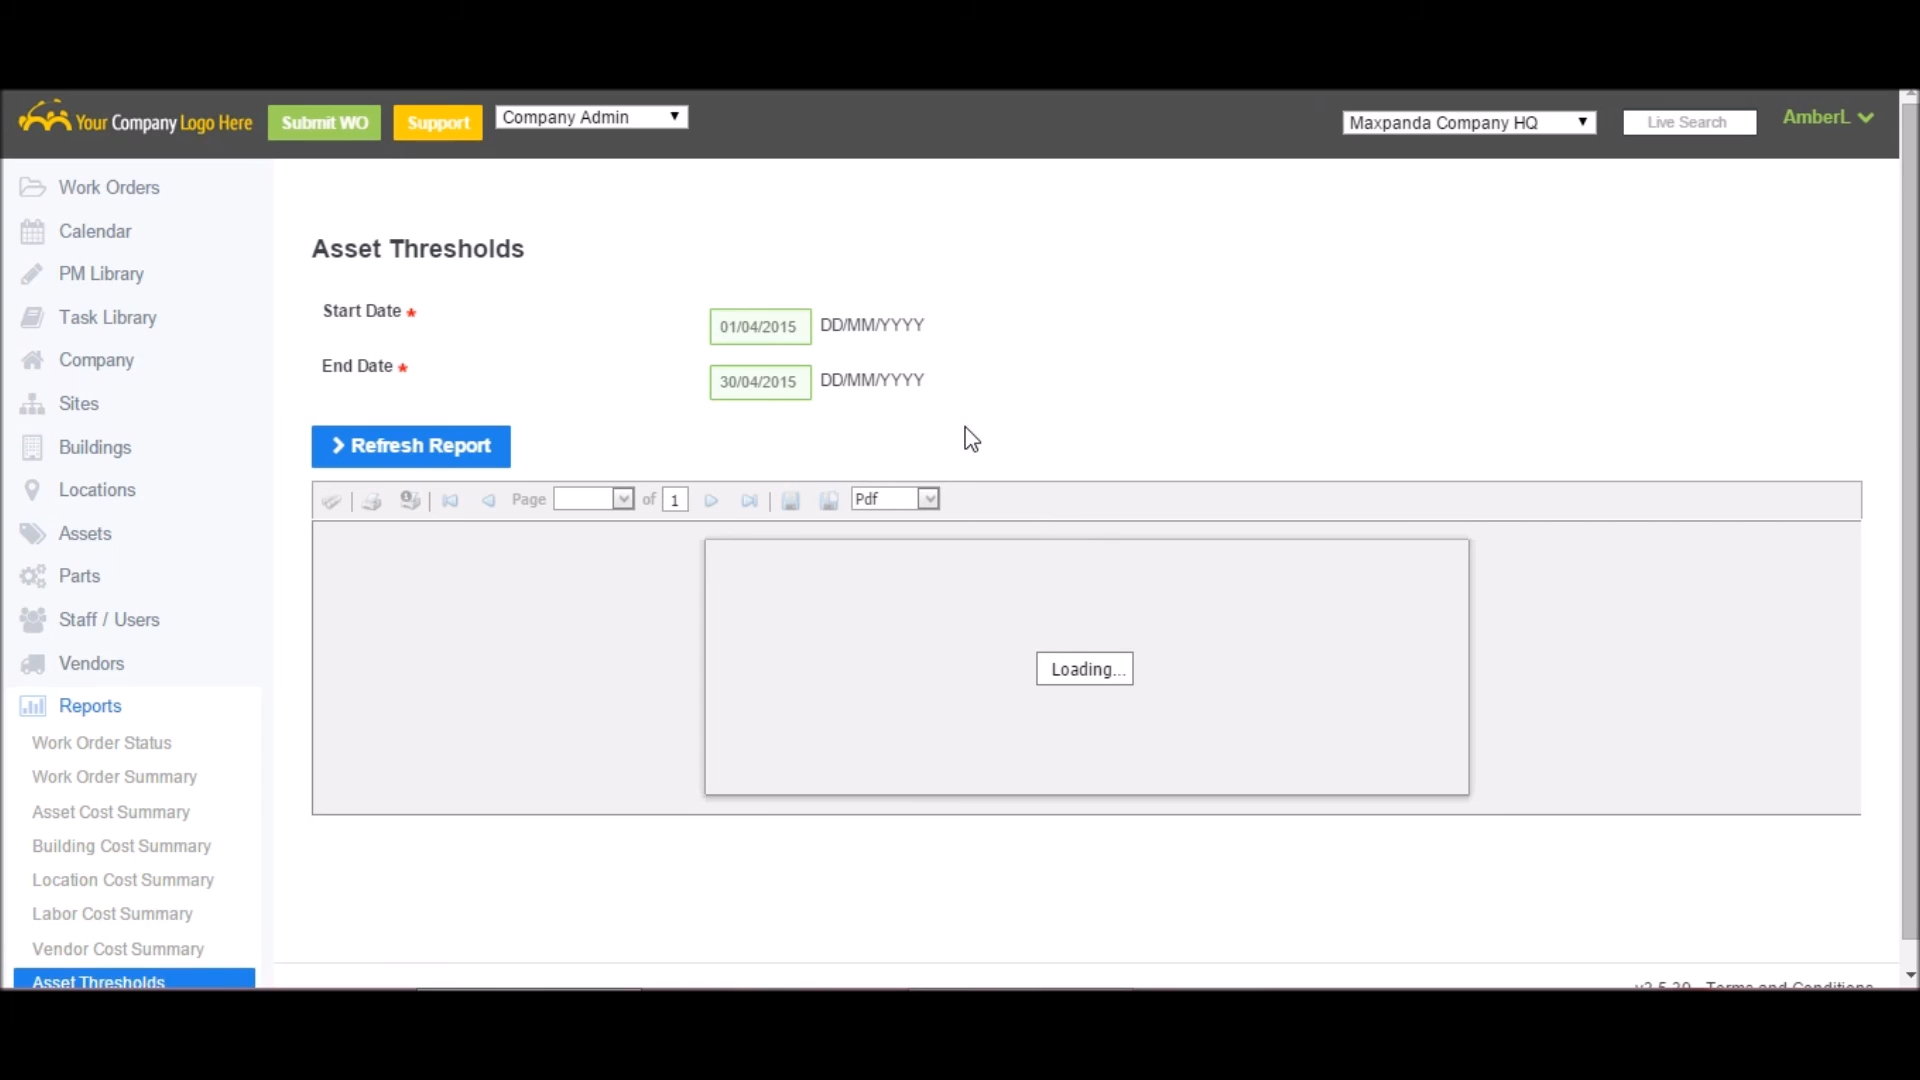 Your Company Logo Here
Submit WO
Support
Company Admin
Maxpanda Company HQ
Live Search
AmberL
Work Orders
Calendar
PM Library
Task Library
Company
Sites
Buildings
Locations
Assets
Parts
Staff / Users
Vendors
Reports
Work Order Status
Work Order Summary
Asset Cost Summary
Building Cost Summary
Location Cost Summary
Labor Cost Summary
Vendor Cost Summary
Asset Thresholds
Asset Thresholds
Start Date *
01/04/2015 DD/MM/YYYY
End Date *
30/04/2015 DD/MM/YYYY
Refresh Report
Page of 1 Pdf
Loading...
Terms and Conditions